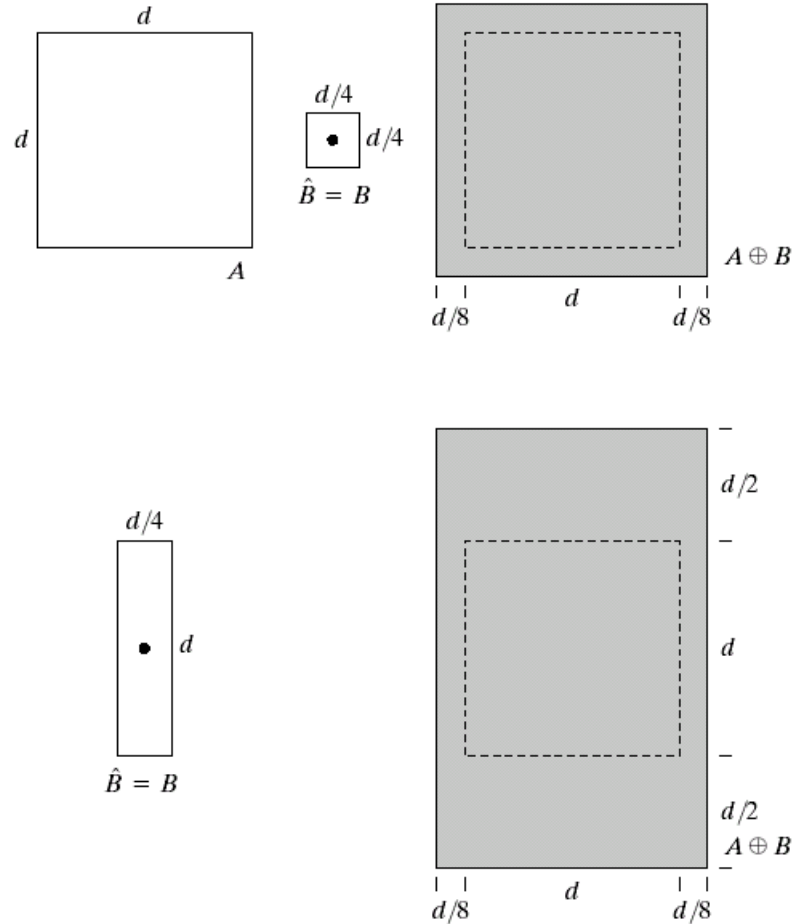 d
d
A
d/4
d/4
B̂ = B
A ⊕ B
d
d/8
d/8
d/4
d
B̂ = B
d/2
d
d/2
A ⊕ B
d
d/8
d/8